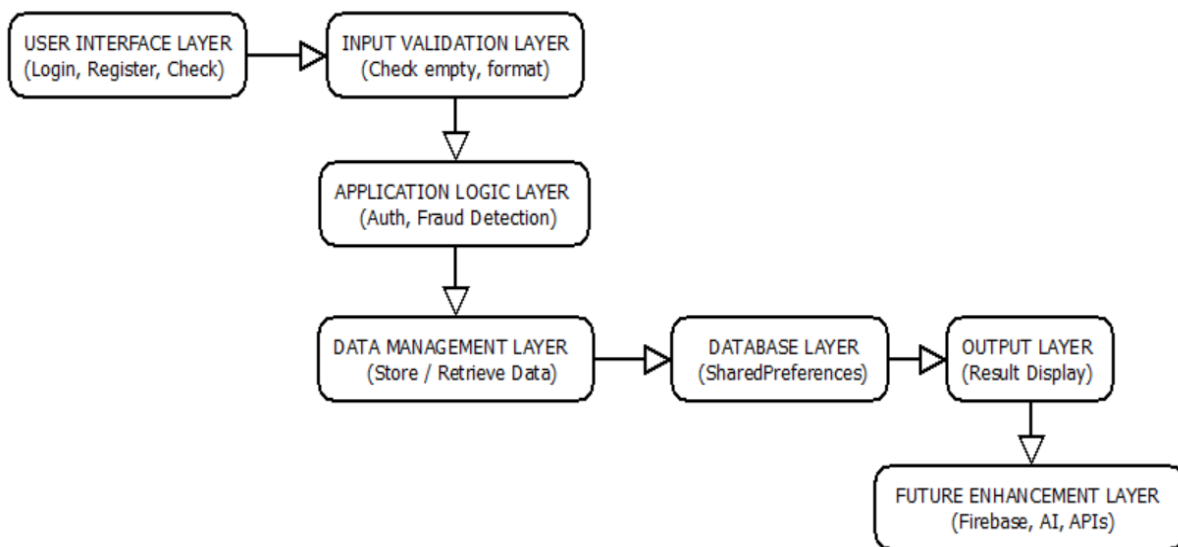 USER INTERFACE LAYER
(Login, Register, Check)
INPUT VALIDATION LAYER
(Check empty, format)
APPLICATION LOGIC LAYER
(Auth, Fraud Detection)
DATA MANAGEMENT LAYER
(Store / Retrieve Data)
DATABASE LAYER
(SharedPreferences)
OUTPUT LAYER
(Result Display)
FUTURE ENHANCEMENT LAYER
(Firebase, AI, APIs)